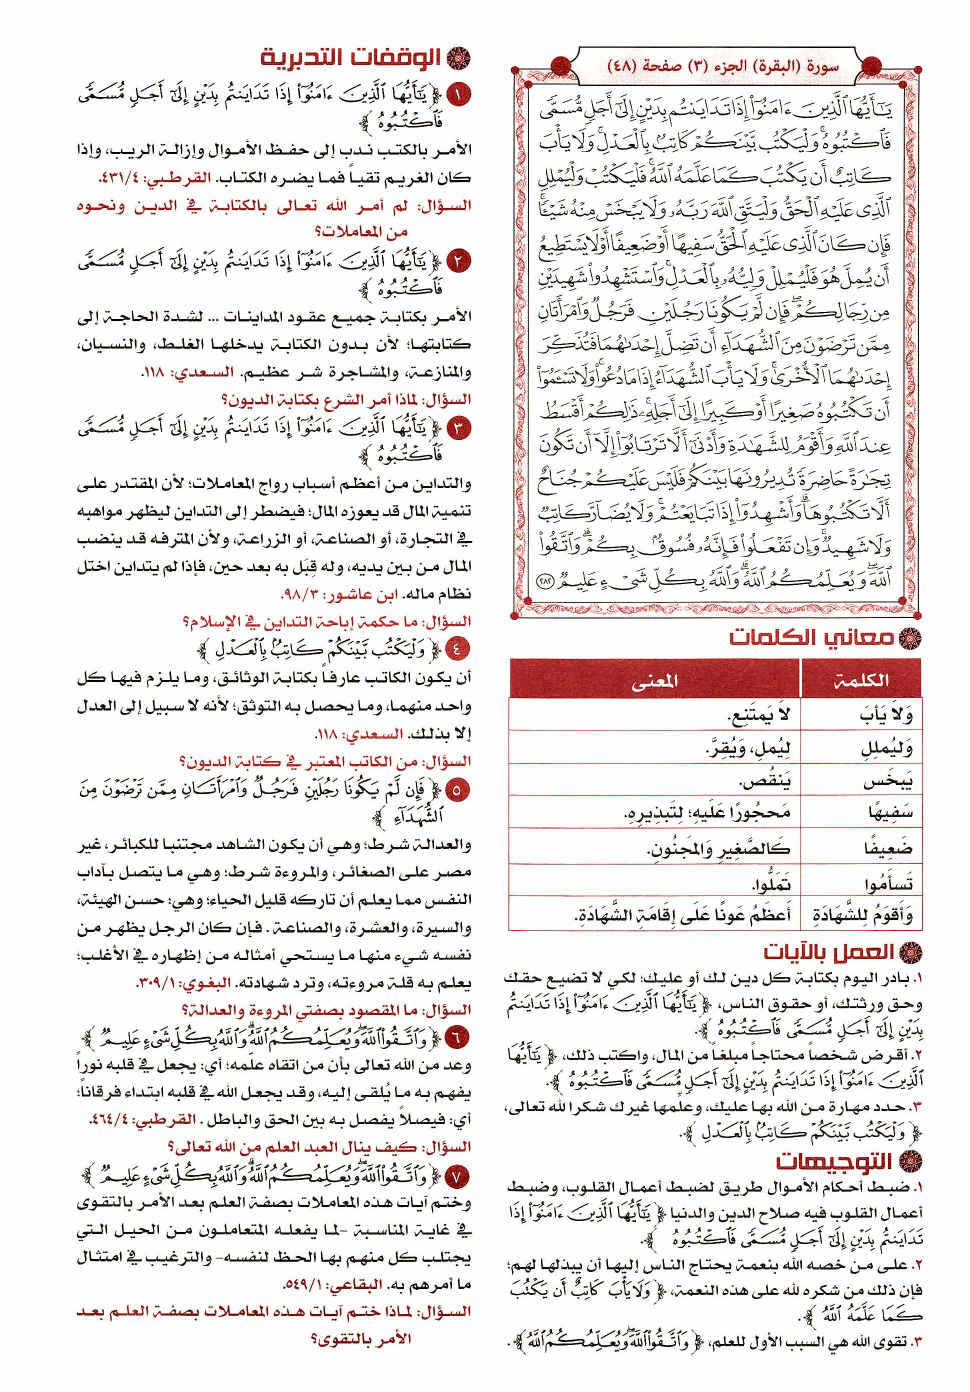 سورة (البقرة) الجزء (٣) صفحة (٤٨)
يَـٰٓأَيُّهَا ٱلَّذِينَ ءَامَنُوٓا۟ إِذَا تَدَايَنتُم بِدَيْنٍ إِلَىٰٓ أَجَلٍ مُّسَمًّى
فَٱكْتُبُوهُ ۚ وَلْيَكْتُب بَّيْنَكُمْ كَاتِبٌۢ بِٱلْعَدْلِ ۚ وَلَا يَأْبَ
كَاتِبٌ أَن يَكْتُبَ كَمَا عَلَّمَهُ ٱللَّهُ ۚ فَلْيَكْتُبْ وَلْيُمْلِلِ
ٱلَّذِى عَلَيْهِ ٱلْحَقُّ وَلْيَتَّقِ ٱللَّهَ رَبَّهُۥ وَلَا يَبْخَسْ مِنْهُ شَيْـًٔا ۚ
فَإِن كَانَ ٱلَّذِى عَلَيْهِ ٱلْحَقُّ سَفِيهًا أَوْ ضَعِيفًا أَوْ لَا يَسْتَطِيعُ
أَن يُمِلَّ هُوَ فَلْيُمْلِلْ وَلِيُّهُۥ بِٱلْعَدْلِ ۚ وَٱسْتَشْهِدُوا۟ شَهِيدَيْنِ
مِن رِّجَالِكُمْ ۖ فَإِن لَّمْ يَكُونَا رَجُلَيْنِ فَرَجُلٌ وَٱمْرَأَتَانِ
مِمَّن تَرْضَوْنَ مِنَ ٱلشُّهَدَآءِ أَن تَضِلَّ إِحْدَىٰهُمَا فَتُذَكِّرَ
إِحْدَىٰهُمَا ٱلْأُخْرَىٰ ۚ وَلَا يَأْبَ ٱلشُّهَدَآءُ إِذَا مَا دُعُوا۟ ۚ وَلَا تَسْـَٔمُوٓا۟
أَن تَكْتُبُوهُ صَغِيرًا أَوْ كَبِيرًا إِلَىٰٓ أَجَلِهِۦ ۚ ذَٰلِكُمْ أَقْسَطُ
عِندَ ٱللَّهِ وَأَقْوَمُ لِلشَّهَـٰدَةِ وَأَدْنَىٰٓ أَلَّا تَرْتَابُوٓا۟ ۖ إِلَّآ أَن تَكُونَ
تِجَـٰرَةً حَاضِرَةً تُدِيرُونَهَا بَيْنَكُمْ فَلَيْسَ عَلَيْكُمْ جُنَاحٌ
أَلَّا تَكْتُبُوهَا ۗ وَأَشْهِدُوٓا۟ إِذَا تَبَايَعْتُمْ ۚ وَلَا يُضَآرَّ كَاتِبٌ
وَلَا شَهِيدٌ ۚ وَإِن تَفْعَلُوا۟ فَإِنَّهُۥ فُسُوقٌۢ بِكُمْ ۗ وَٱتَّقُوا۟
ٱللَّهَ ۖ وَيُعَلِّمُكُمُ ٱللَّهُ ۗ وَٱللَّهُ بِكُلِّ شَىْءٍ عَلِيمٌ ٢٨٢
معاني الكلمات
الكلمة المعنى
وَلَا يَأْبَ لَا يَمتَنِع.
وَليُملِلِ لِيُملِ، وَيُقِرَّ.
يَبخَس يَنقُص.
سَفِيهًا مَحجُورًا عَلَيهِ؛ لِتَبذِيرِهِ.
ضَعِيفًا كَالصَّغِيرِ وَالمَجنُونِ.
تَسأَمُوا تَمَلُّوا.
وَأَقوَمُ لِلشَّهَادَةِ أَعظَمُ عَونًا عَلَى إِقَامَةِ الشَّهَادَةِ.
العمل بالآيات
١. بادر اليوم بكتابة كل دين لك أو عليك؛ لكي لا تضيع حقك
وحق ورثتك، أو حقوق الناس، ﴿ يَـٰٓأَيُّهَا ٱلَّذِينَ ءَامَنُوٓا۟ إِذَا تَدَايَنتُم
بِدَيْنٍ إِلَىٰٓ أَجَلٍ مُّسَمًّى فَٱكْتُبُوهُ ﴾.
٢. أقرض شخصاً محتاجاً مبلغاً من المال، واكتب ذلك، ﴿ يَـٰٓأَيُّهَا
ٱلَّذِينَ ءَامَنُوٓا۟ إِذَا تَدَايَنتُم بِدَيْنٍ إِلَىٰٓ أَجَلٍ مُّسَمًّى فَٱكْتُبُوهُ ﴾.
٣. حدد مهارة من الله بها عليك، وعلِّمها غيرك شكرا لله تعالى،
﴿ وَلْيَكْتُب بَّيْنَكُمْ كَاتِبٌۢ بِٱلْعَدْلِ ﴾.
التوجيهات
١. ضبط أحكام الأموال طريق لضبط أعمال القلوب، وضبط
أعمال القلوب فيه صلاح الدين والدنيا ﴿ يَـٰٓأَيُّهَا ٱلَّذِينَ ءَامَنُوٓا۟ إِذَا
تَدَايَنتُم بِدَيْنٍ إِلَىٰٓ أَجَلٍ مُّسَمًّى فَٱكْتُبُوهُ ﴾.
٢. على من خصه الله بنعمة يحتاج الناس إليها أن يبذلها لهم؛
فإن ذلك من شكره لله على هذه النعمة، ﴿ وَلَا يَأْبَ كَاتِبٌ أَن يَكْتُبَ
كَمَا عَلَّمَهُ ٱللَّهُ ﴾.
٣. تقوى الله هي السبب الأول للعلم، ﴿ وَٱتَّقُوا۟ ٱللَّهَ ۖ وَيُعَلِّمُكُمُ ٱللَّهُ ﴾.
الوقفات التدبرية
١ ﴿ يَـٰٓأَيُّهَا ٱلَّذِينَ ءَامَنُوٓا۟ إِذَا تَدَايَنتُم بِدَيْنٍ إِلَىٰٓ أَجَلٍ مُّسَمًّى
فَٱكْتُبُوهُ ﴾
الأمر بالكتب ندب إلى حفظ الأموال وإزالة الريب، وإذا
كان الغريم تقياً فما يضره الكتاب. القرطبي: ٤٣١/٤.
السؤال: لم أمر الله تعالى بالكتابة في الدين ونحوه
من المعاملات؟
٢ ﴿ يَـٰٓأَيُّهَا ٱلَّذِينَ ءَامَنُوٓا۟ إِذَا تَدَايَنتُم بِدَيْنٍ إِلَىٰٓ أَجَلٍ مُّسَمًّى
فَٱكْتُبُوهُ ﴾
الأمر بكتابة جميع عقود المداينات ... لشدة الحاجة إلى
كتابتها؛ لأن بدون الكتابة يدخلها الغلط، والنسيان،
والمنازعة، والمشاجرة شر عظيم. السعدي: ١١٨.
السؤال: لماذا أمر الشرع بكتابة الديون؟
٣ ﴿ يَـٰٓأَيُّهَا ٱلَّذِينَ ءَامَنُوٓا۟ إِذَا تَدَايَنتُم بِدَيْنٍ إِلَىٰٓ أَجَلٍ مُّسَمًّى
فَٱكْتُبُوهُ ﴾
والتداين من أعظم أسباب رواج المعاملات؛ لأن المقتدر على
تنمية المال قد يعوزه المال؛ فيضطر إلى التداين ليظهر مواهبه
في التجارة، أو الصناعة، أو الزراعة، ولأن المترفه قد ينضب
المال من بين يديه، وله قِبَل به بعد حين، فإذا لم يتداين اختل
نظام ماله. ابن عاشور: ٩٨/٣.
السؤال: ما حكمة إباحة التداين في الإسلام؟
٤ ﴿ وَلْيَكْتُب بَّيْنَكُمْ كَاتِبٌۢ بِٱلْعَدْلِ ﴾
أن يكون الكاتب عارفاً بكتابة الوثائق، وما يلزم فيها كل
واحد منهما، وما يحصل به التوثق؛ لأنه لا سبيل إلى العدل
إلا بذلك. السعدي: ١١٨.
السؤال: من الكاتب المعتبر في كتابة الديون؟
٥ ﴿ فَإِن لَّمْ يَكُونَا رَجُلَيْنِ فَرَجُلٌ وَٱمْرَأَتَانِ مِمَّن تَرْضَوْنَ مِنَ
ٱلشُّهَدَآءِ ﴾
والعدالة شرط؛ وهي أن يكون الشاهد مجتنبا للكبائر، غير
مصر على الصغائر، والمروءة شرط؛ وهي ما يتصل بآداب
النفس مما يعلم أن تاركه قليل الحياء؛ وهي: حسن الهيئة،
والسيرة، والعشرة، والصناعة. فإن كان الرجل يظهر من
نفسه شيء منها ما يستحي أمثاله من إظهاره في الأغلب؛
يعلم به قلة مروءته، وترد شهادته. البغوي: ٣٠٩/١.
السؤال: ما المقصود بصفتي المروءة والعدالة؟
٦ ﴿ وَٱتَّقُوا۟ ٱللَّهَ ۖ وَيُعَلِّمُكُمُ ٱللَّهُ ۗ وَٱللَّهُ بِكُلِّ شَىْءٍ عَلِيمٌ ﴾
وعد من الله تعالى بأن من اتقاه علَّمه؛ أي: يجعل في قلبه نوراً
يفهم به ما يُلقى إليه، وقد يجعل الله في قلبه ابتداء فرقاناً؛
أي: فيصلاً يفصل به بين الحق والباطل. القرطبي: ٤٦٤/٤.
السؤال: كيف ينال العبد العلم من الله تعالى؟
٧ ﴿ وَٱتَّقُوا۟ ٱللَّهَ ۖ وَيُعَلِّمُكُمُ ٱللَّهُ ۗ وَٱللَّهُ بِكُلِّ شَىْءٍ عَلِيمٌ ﴾
وختم آيات هذه المعاملات بصفة العلم بعد الأمر بالتقوى
في غاية المناسبة -لما يفعله المتعاملون من الحيل التي
يجتلب كل منهم بها الحظ لنفسه- والترغيب في امتثال
ما أمرهم به. البقاعي: ٥٤٩/١.
السؤال: لماذا ختم آيات هذه المعاملات بصفة العلم بعد
الأمر بالتقوى؟